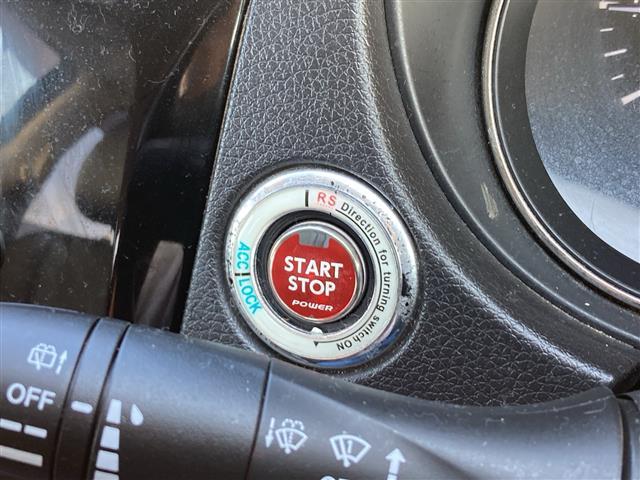 RS Direction for turning switch ON
ACC LOCK
START
STOP
POWER
OFF